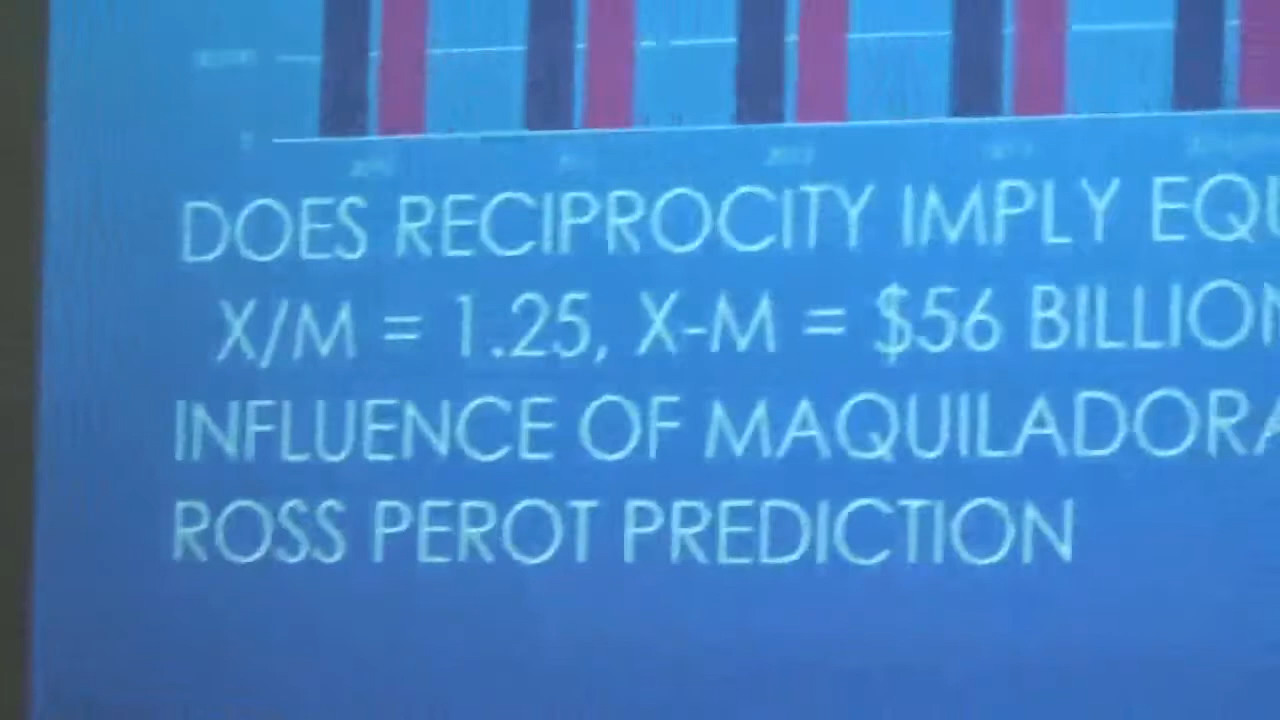 DOES RECIPROCITY IMPLY EQU
X/M = 1.25, X-M = $56 BILLION
INFLUENCE OF MAQUILADORA
ROSS PEROT PREDICTION